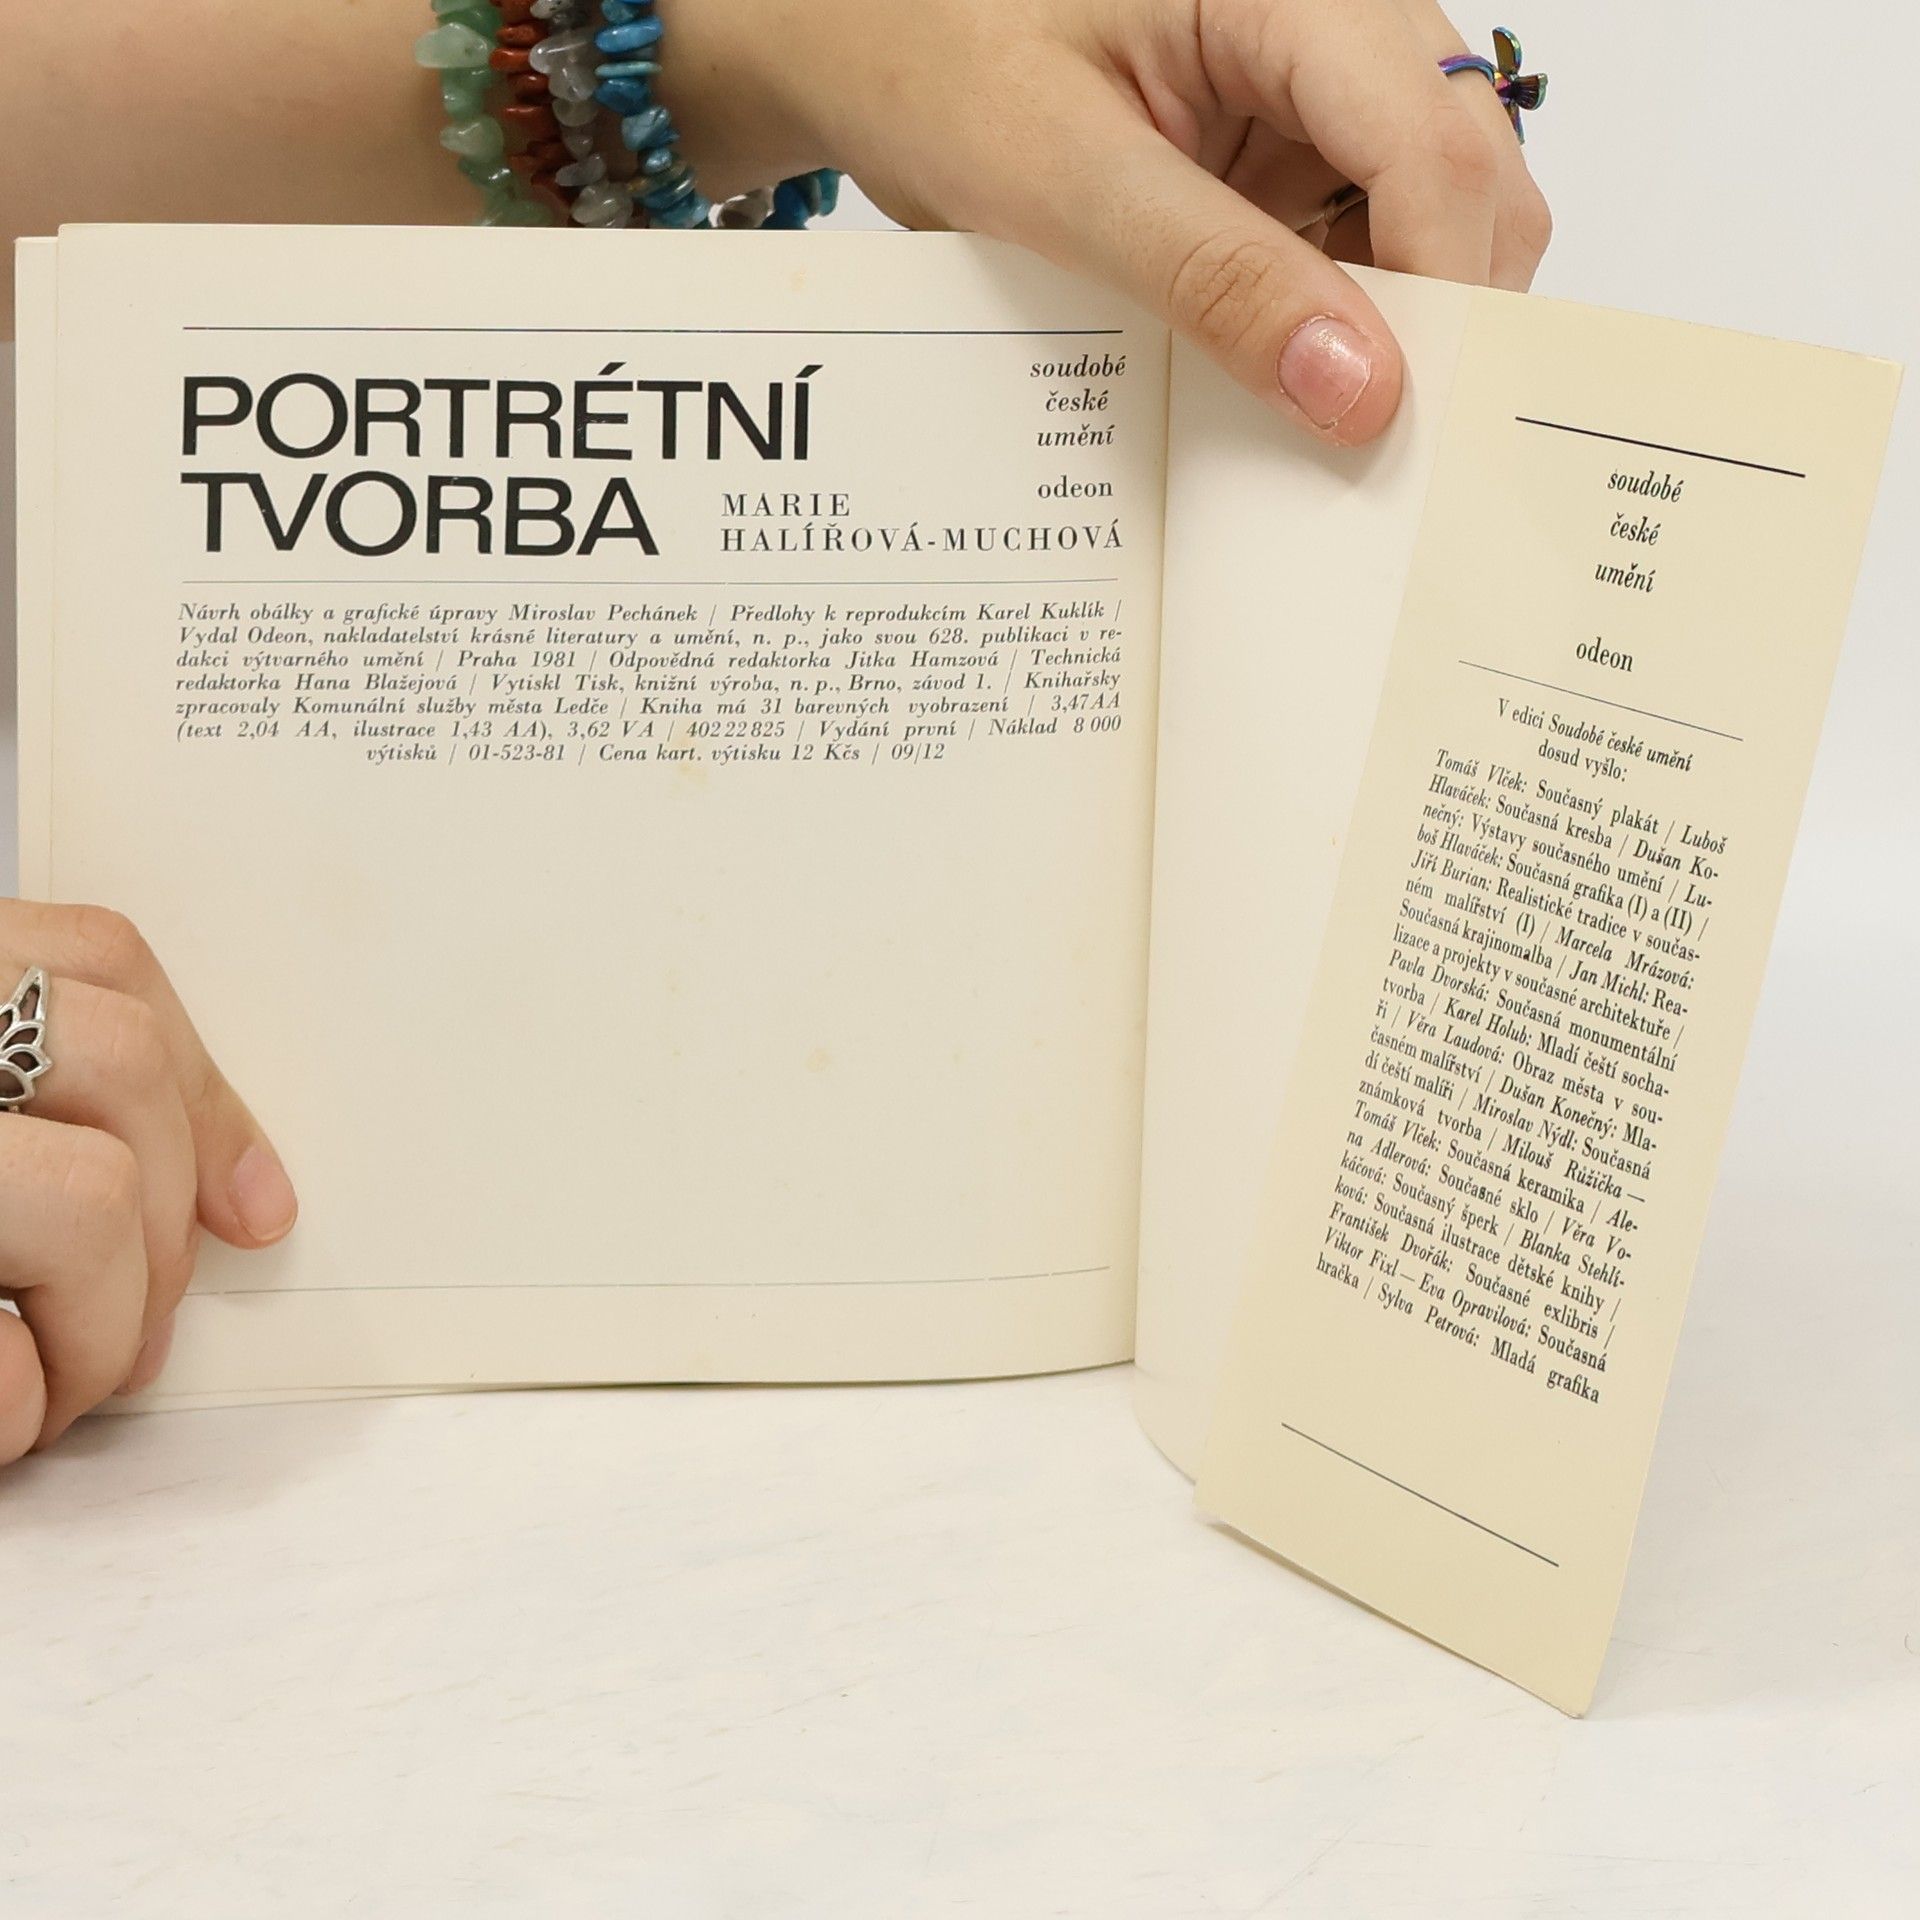 PORTRÉTNÍ
TVORBA
MARIE
HALÍŘOVÁ-MUCHOVÁ
soudobé
české
umění
odeon
Návrh obálky a grafické úpravy Miroslav Pechánek / Předlohy k reprodukcím Karel Kuklík /
Vydal Odeon, nakladatelství krásné literatury a umění, n. p., jako svou 628. publikaci v re-
dakci výtvarného umění / Praha 1981 / Odpovědná redaktorka Jitka Hamzová / Technická
redaktorka Hana Blažejová / Vytiskl Tisk, knižní výroba, n. p., Brno, závod 1. / Knihařsky
zpracovaly Komunální služby města Ledče / Kniha má 31 barevných vyobrazení / 3,47 AA
(text 2,04 AA, ilustrace 1,43 AA), 3,62 VA / 402 22 825 / Vydání první / Náklad 8 000
výtisků / 01-523-81 / Cena kart. výtisku 12 Kčs / 09/12
soudobé
české
umění
odeon
V edici Soudobé české umění
dosud vyšlo:
Tomáš Vlček: Současný plakát / Luboš
Hlaváček: Současná kresba / Dušan Ko-
nečný: Výstavy současného umění / Lu-
boš Hlaváček: Současná grafika (I) a (II) /
Jiří Burian: Realistické tradice v součas-
ném malířství (I) / Marcela Mrázová:
Současná krajinomalba / Jan Michl: Rea-
lizace a projekty v současné architektuře /
Pavla Dvorská: Současná monumentální
tvorba / Karel Holub: Mladí čeští socha-
ři / Věra Laudová: Obraz města v sou-
časném malířství / Dušan Konečný: Mla-
dí čeští malíři / Miroslav Nýdl: Současná
známková tvorba / Milouš Růžička —
Tomáš Vlček: Současná keramika / Ale-
na Adlerová: Současné sklo / Věra Vo-
káčová: Současný šperk / Blanka Stehlí-
ková: Současná ilustrace dětské knihy /
František Dvořák: Současné exlibris /
Viktor Fixl — Eva Opravilová: Současná
hračka / Sylva Petrová: Mladá grafika